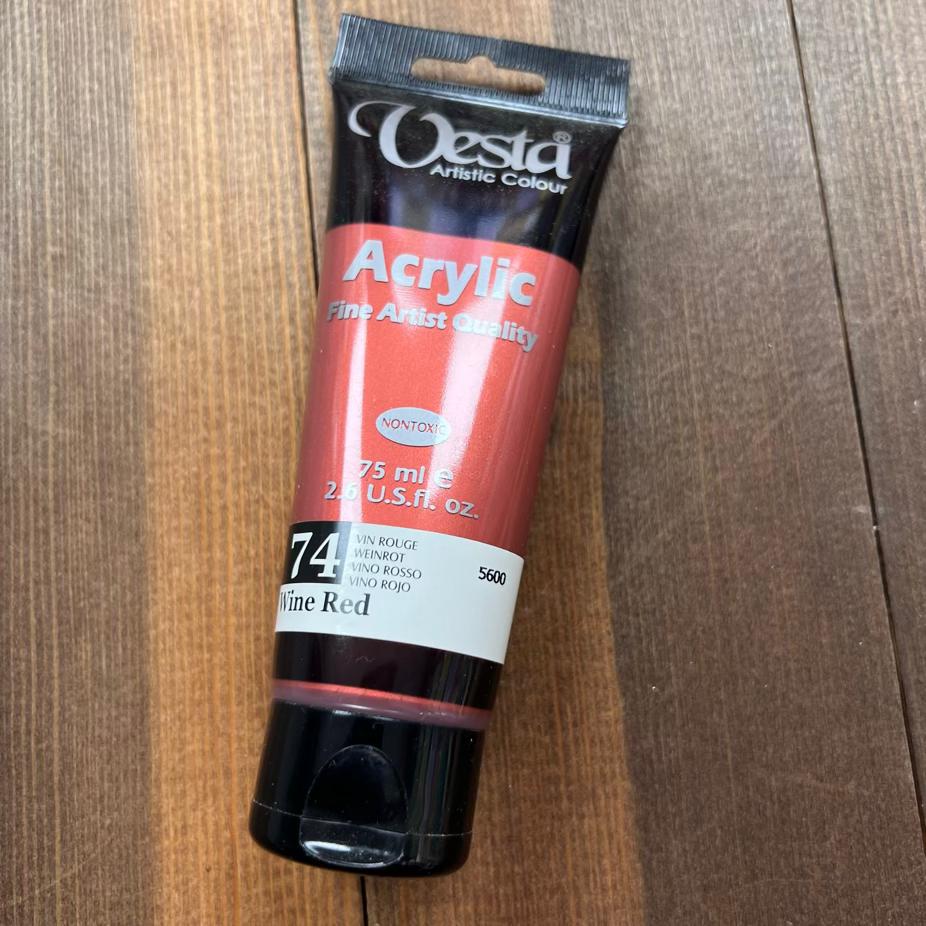 Vesta®
Artistic Colour
Acrylic
Fine Artist Quality
NONTOXIC
75 ml e
2.6 U.S.fl. oz.
74
VIN ROUGE
WEINROT
VINO ROSSO
VINO ROJO
5600
Wine Red